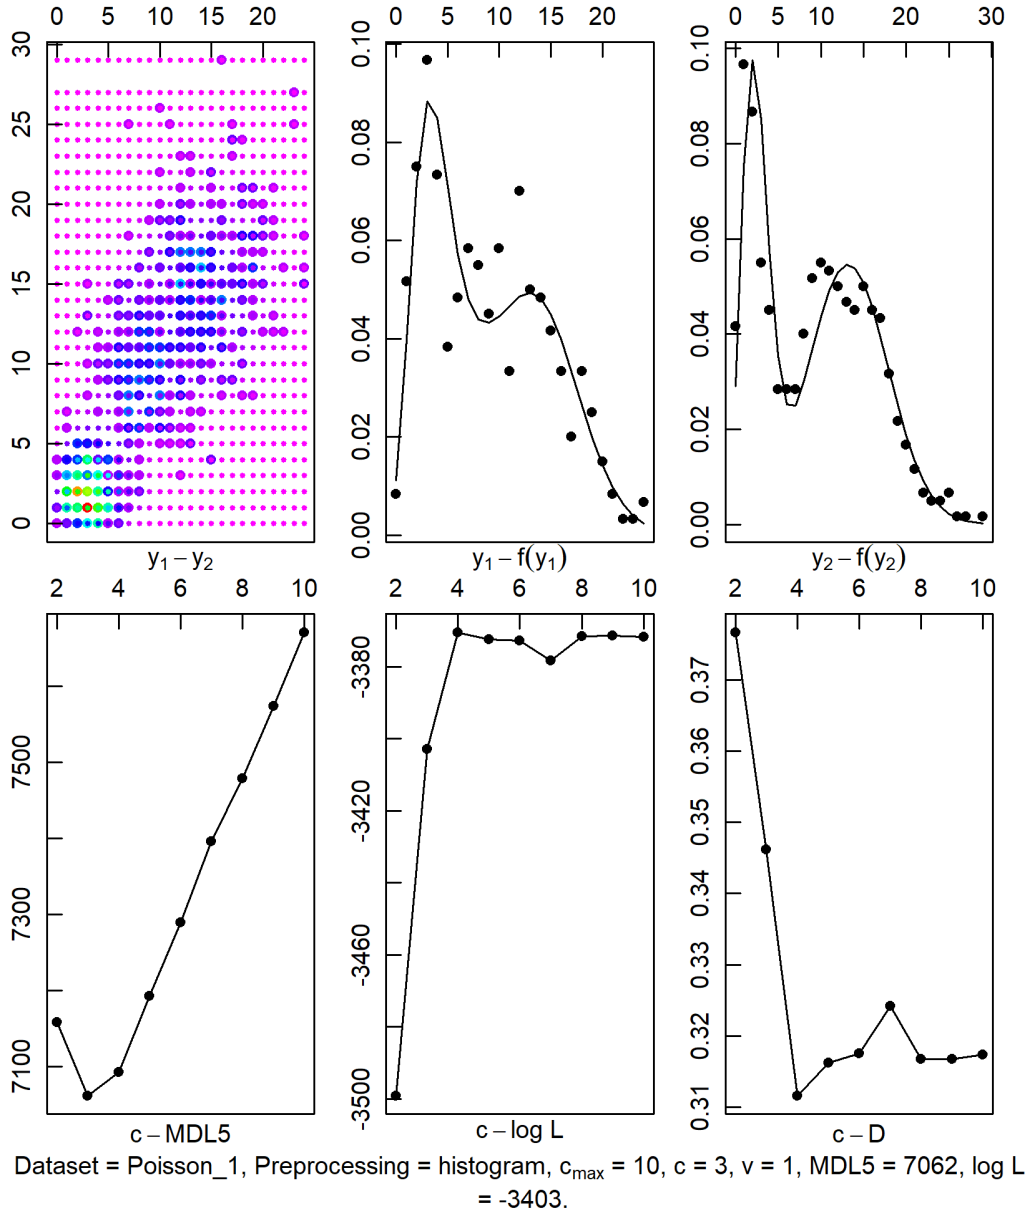 0 5 10 15 20
0 5 10 15 20
0 5 10 15 20 30
30
25
20
15
10
5
0
0.10
0.08
0.06
0.04
0.02
0.00
0.10
0.08
0.06
0.04
0.02
0.00
y₁ – y₂
y₁ – f(y₁)
y₂ – f(y₂)
2 4 6 8 10
2 4 6 8 10
2 4 6 8 10
7500
7300
7100
-3380
-3420
-3460
-3500
0.37
0.36
0.35
0.34
0.33
0.32
0.31
c – MDL5
c – log L
c – D
Dataset = Poisson_1, Preprocessing = histogram, cₘₐₓ = 10, c = 3, v = 1, MDL5 = 7062, log L
= -3403.